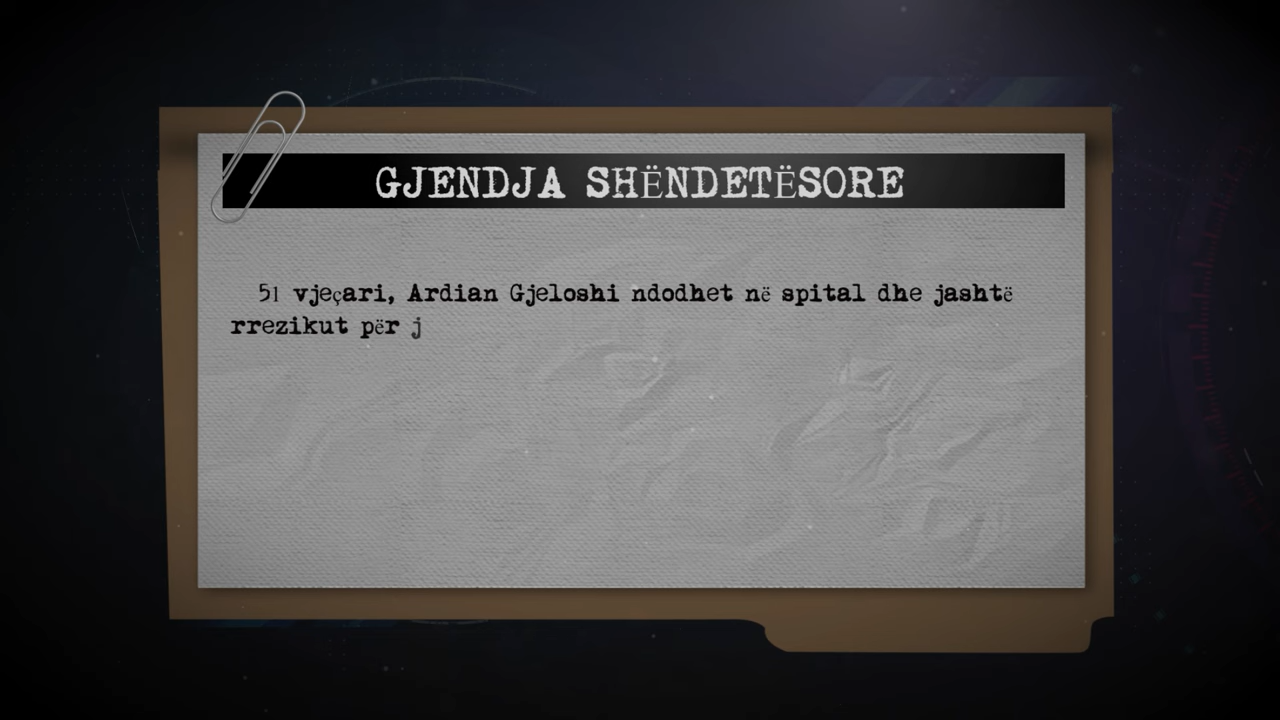 GJENDJA SHËNDETËSORE
51 vjeçari, Ardian Gjeloshi ndodhet në spital dhe jashtë
rrezikut për j